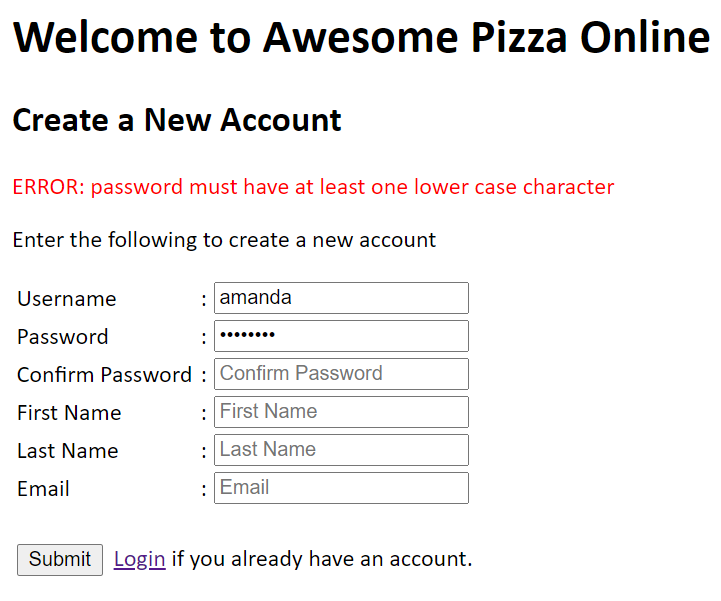 Welcome to Awesome Pizza Online
Create a New Account
ERROR: password must have at least one lower case character
Enter the following to create a new account
Username : amanda
Password : ••••••••
Confirm Password : Confirm Password
First Name : First Name
Last Name : Last Name
Email : Email
Submit Login if you already have an account.